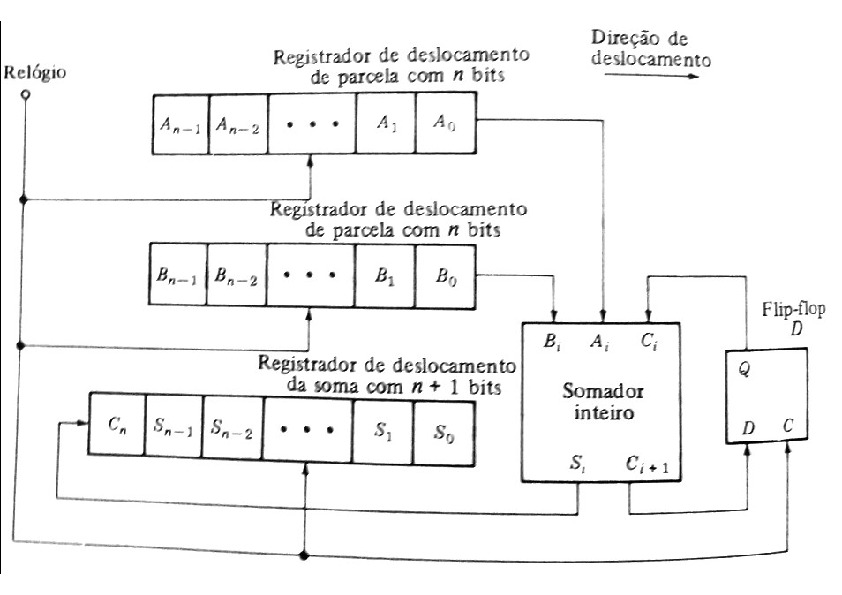 Registrador de deslocamento
de parcela com n bits
Direção de
deslocamento
Relógio
A_{n-1} A_{n-2} • • • A_1 A_0
Registrador de deslocamento
de parcela com n bits
B_{n-1} B_{n-2} • • • B_1 B_0
Flip-flop
D
B_i A_i C_i
Registrador de deslocamento
da soma com n + 1 bits
Somador
inteiro
Q
C_n S_{n-1} S_{n-2} • • • S_1 S_0
D C
S_i C_{i+1}